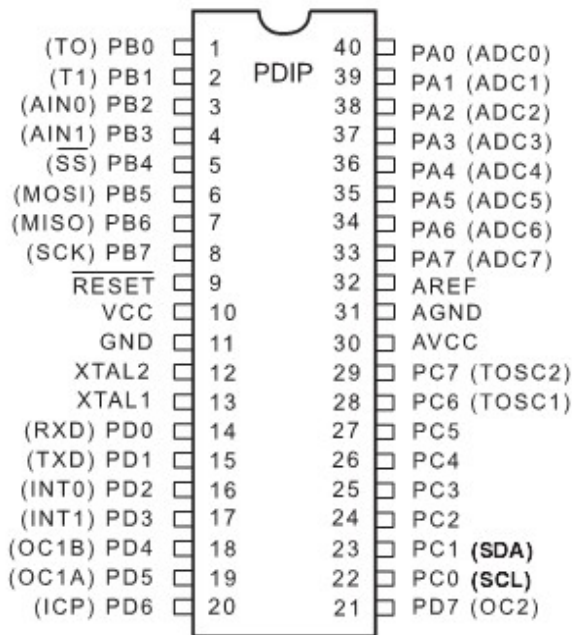 (TO) PB0 1 40 PA0 (ADC0)
(T1) PB1 2 PDIP 39 PA1 (ADC1)
(AIN0) PB2 3 38 PA2 (ADC2)
(AIN1) PB3 4 37 PA3 (ADC3)
(SS) PB4 5 36 PA4 (ADC4)
(MOSI) PB5 6 35 PA5 (ADC5)
(MISO) PB6 7 34 PA6 (ADC6)
(SCK) PB7 8 33 PA7 (ADC7)
RESET 9 32 AREF
VCC 10 31 AGND
GND 11 30 AVCC
XTAL2 12 29 PC7 (TOSC2)
XTAL1 13 28 PC6 (TOSC1)
(RXD) PD0 14 27 PC5
(TXD) PD1 15 26 PC4
(INT0) PD2 16 25 PC3
(INT1) PD3 17 24 PC2
(OC1B) PD4 18 23 PC1 (SDA)
(OC1A) PD5 19 22 PC0 (SCL)
(ICP) PD6 20 21 PD7 (OC2)